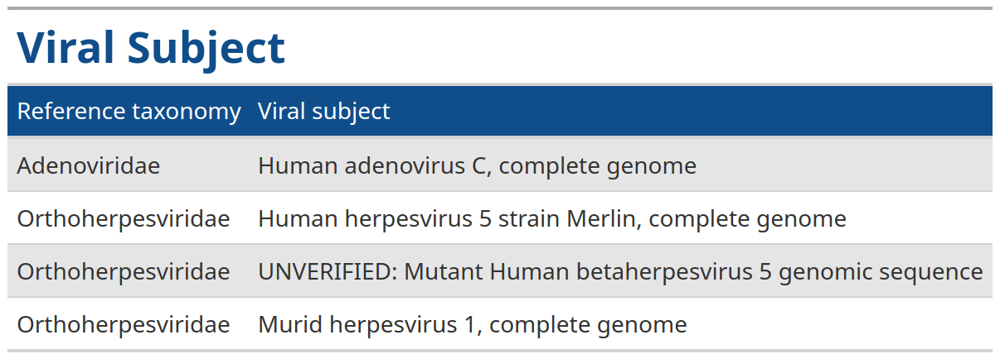 Viral Subject
Reference taxonomy Viral subject
Adenoviridae Human adenovirus C, complete genome
Orthoherpesviridae Human herpesvirus 5 strain Merlin, complete genome
Orthoherpesviridae UNVERIFIED: Mutant Human betaherpesvirus 5 genomic sequence
Orthoherpesviridae Murid herpesvirus 1, complete genome